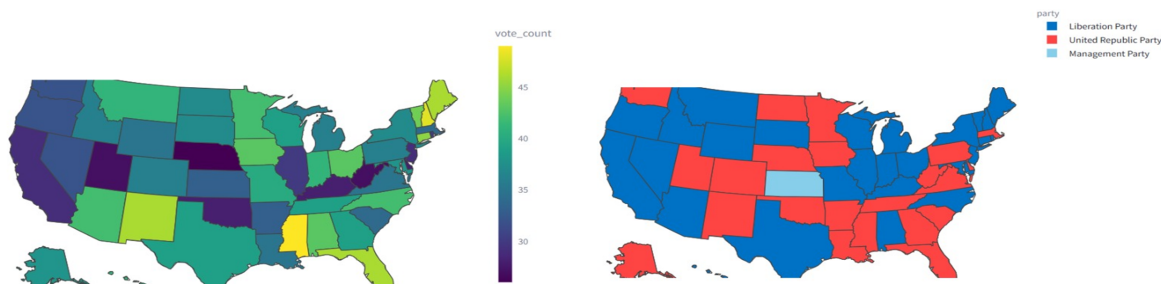 vote_count
45
40
35
30
party
Liberation Party
United Republic Party
Management Party